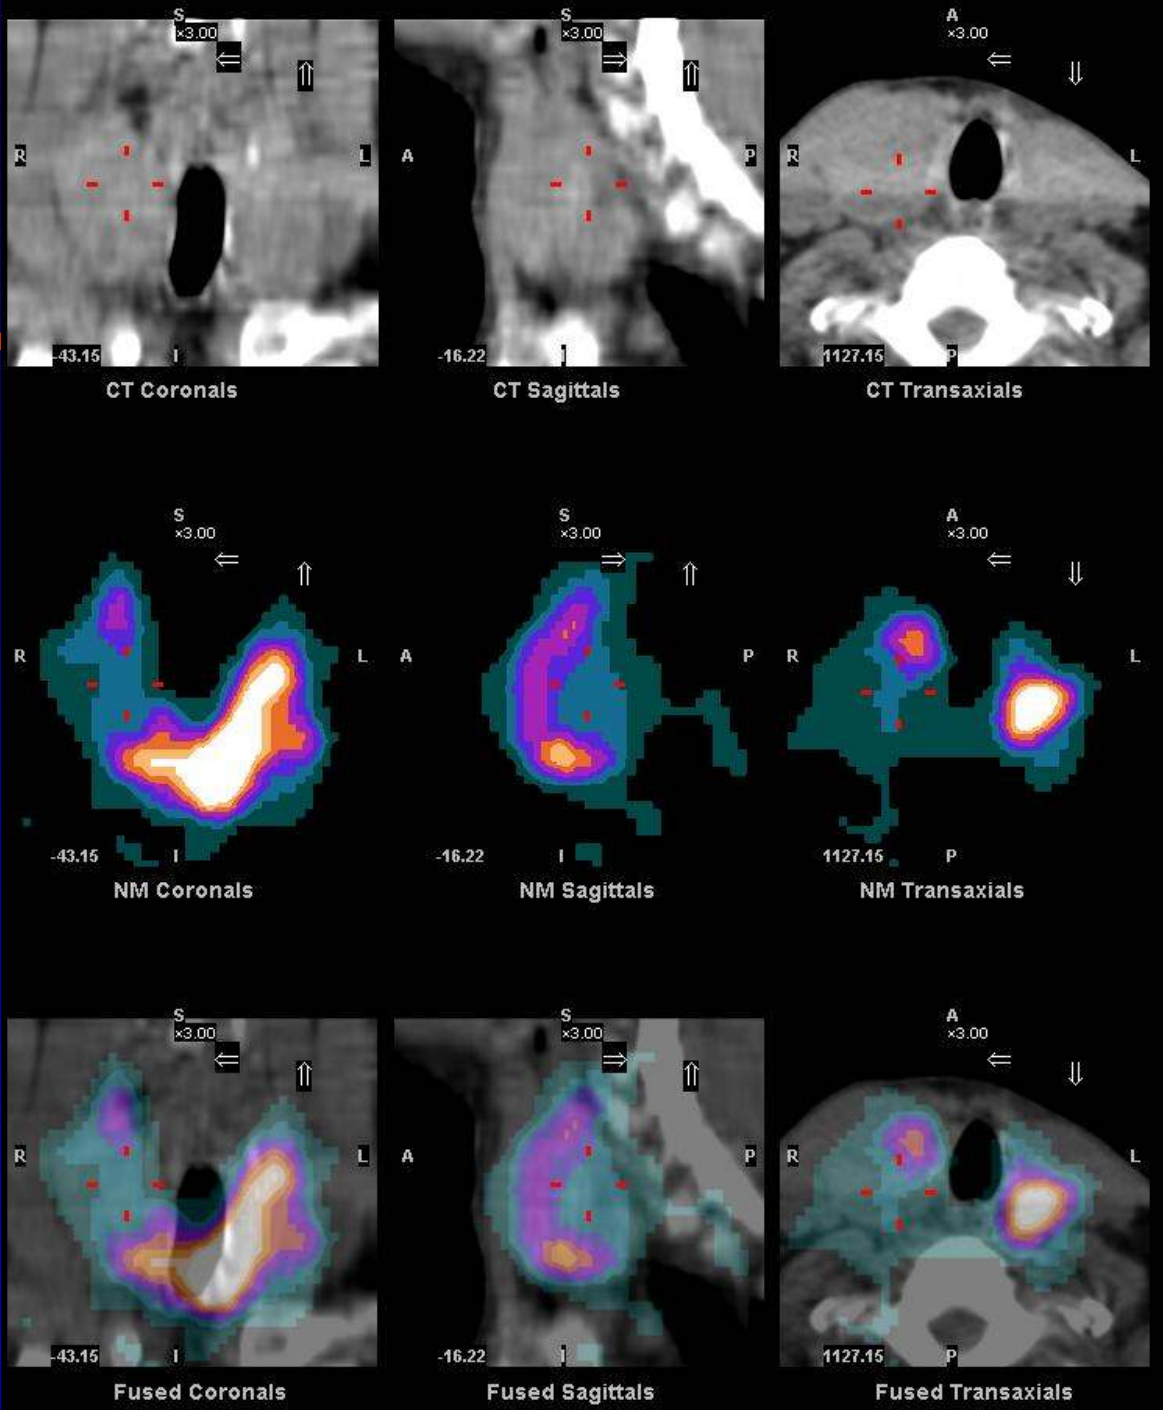 S S A
×3.00 ×3.00 ×3.00
⇐ ⇒ ⇐
⇑ ⇑ ⇓
R L A P R L
-43.15 I -16.22 I 1127.15 P
CT Coronals CT Sagittals CT Transaxials
S S A
×3.00 ×3.00 ×3.00
⇐ ⇒ ⇐
⇑ ⇑ ⇓
R L A P R L
-43.15 I -16.22 I 1127.15 P
NM Coronals NM Sagittals NM Transaxials
S S A
×3.00 ×3.00 ×3.00
⇐ ⇒ ⇐
⇑ ⇑ ⇓
R L A P R L
-43.15 I -16.22 I 1127.15 P
Fused Coronals Fused Sagittals Fused Transaxials